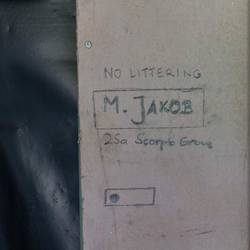 NO LITTERING
M. JAKOB
25a Scorpio Grove